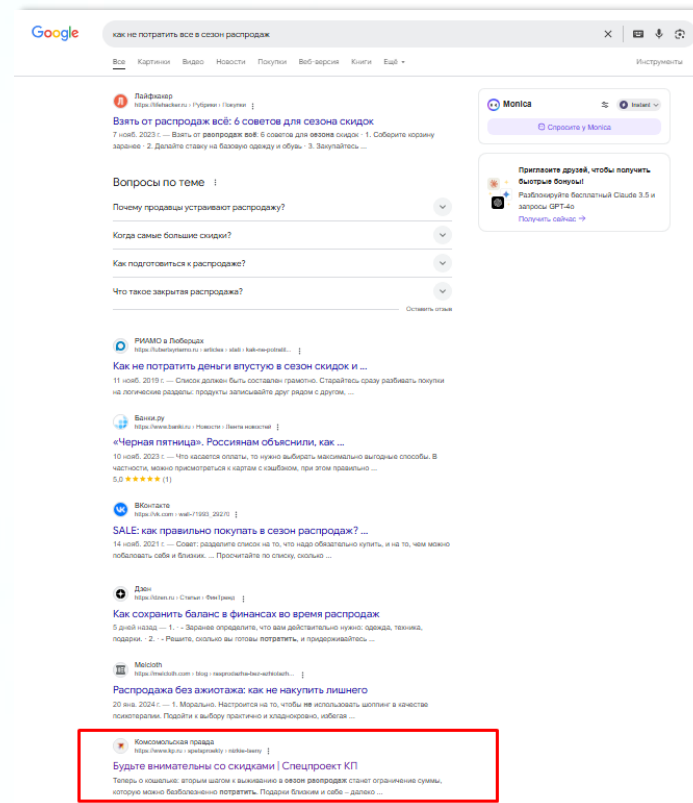 Google
как не потратить все в сезон распродаж
Все Картинки Видео Новости Покупки Веб-версия Книги Ещё
Инструменты
Лайфхакер
https://lifehacker.ru › Рубрики › Покупки
Взять от распродаж всё: 6 советов для сезона скидок
7 нояб. 2023 г. — Взять от распродаж всё: 6 советов для сезона скидок · 1. Соберите корзину
заранее · 2. Делайте ставку на базовую одежду и обувь · 3. Закупайтесь ...
Вопросы по теме
Почему продавцы устраивают распродажу?
Когда самые большие скидки?
Как подготовиться к распродаже?
Что такое закрытая распродажа?
Оставить отзыв
РИАМО в Люберцах
Как не потратить деньги впустую в сезон скидок и ...
11 нояб. 2019 г. — Список должен быть составлен грамотно. Старайтесь сразу разбивать покупки
на логические разделы: продукты записывайте друг рядом с другом, ...
Банки.ру
https://www.banki.ru › Новости › Лента новостей
«Черная пятница». Россиянам объяснили, как ...
10 нояб. 2023 г. — Что касается оплаты, то нужно выбирать максимально выгодные способы. В
частности, можно присмотреться к картам с кэшбэком, при этом правильно ...
5,0 ★★★★★ (1)
ВКонтакте
https://vk.com › wall-71993_29270
SALE: как правильно покупать в сезон распродаж? ...
14 нояб. 2021 г. — Совет: разделите список на то, что надо обязательно купить, и на то, чем можно
побаловать себя и близких. ... Просчитайте по списку, сколько ...
Дзен
https://dzen.ru › Статьи › ФинТренд
Как сохранить баланс в финансах во время распродаж
5 дней назад — 1. · - Заранее определите, что вам действительно нужно: одежда, техника,
подарки. · 2. · - Решите, сколько вы готовы потратить, и придерживайтесь ...
Meicloth
https://meicloth.com › blog
Распродажа без ажиотажа: как не накупить лишнего
20 янв. 2024 г. — 1. Морально. Настроится на то, чтобы не использовать шоппинг в качестве
психотерапии. Подойти к выбору практично и хладнокровно, избегая ...
Комсомольская правда
https://www.kp.ru
Будьте внимательны со скидками | Спецпроект КП
Теперь о кошельке: вторым шагом к выживанию в сезон распродаж станет ограничение суммы,
которую можно безболезненно потратить. Подарки близким и себе – далеко ...
Monica
Instant
Спросите у Monica
Пригласите друзей, чтобы получить
быстрые бонусы!
Разблокируйте бесплатный Claude 3.5 и
запросы GPT-4o
Получить сейчас →